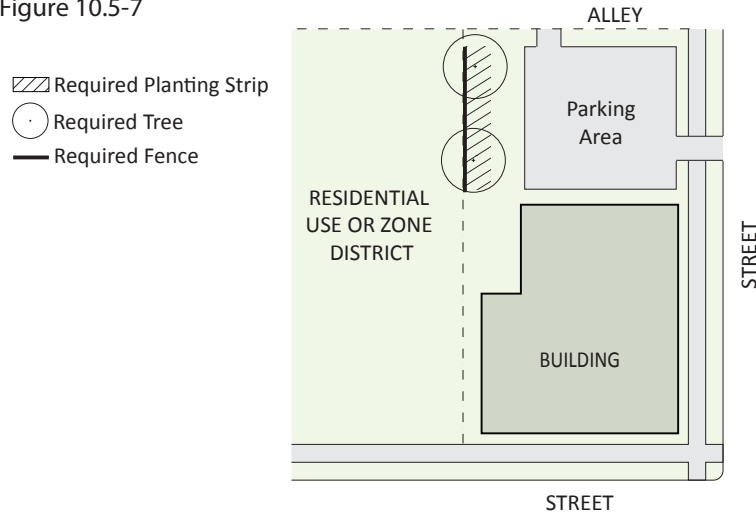 Figure 10.5-7
Required Planting Strip
Required Tree
Required Fence
ALLEY
Parking
Area
RESIDENTIAL
USE OR ZONE
DISTRICT
STREET
BUILDING
STREET